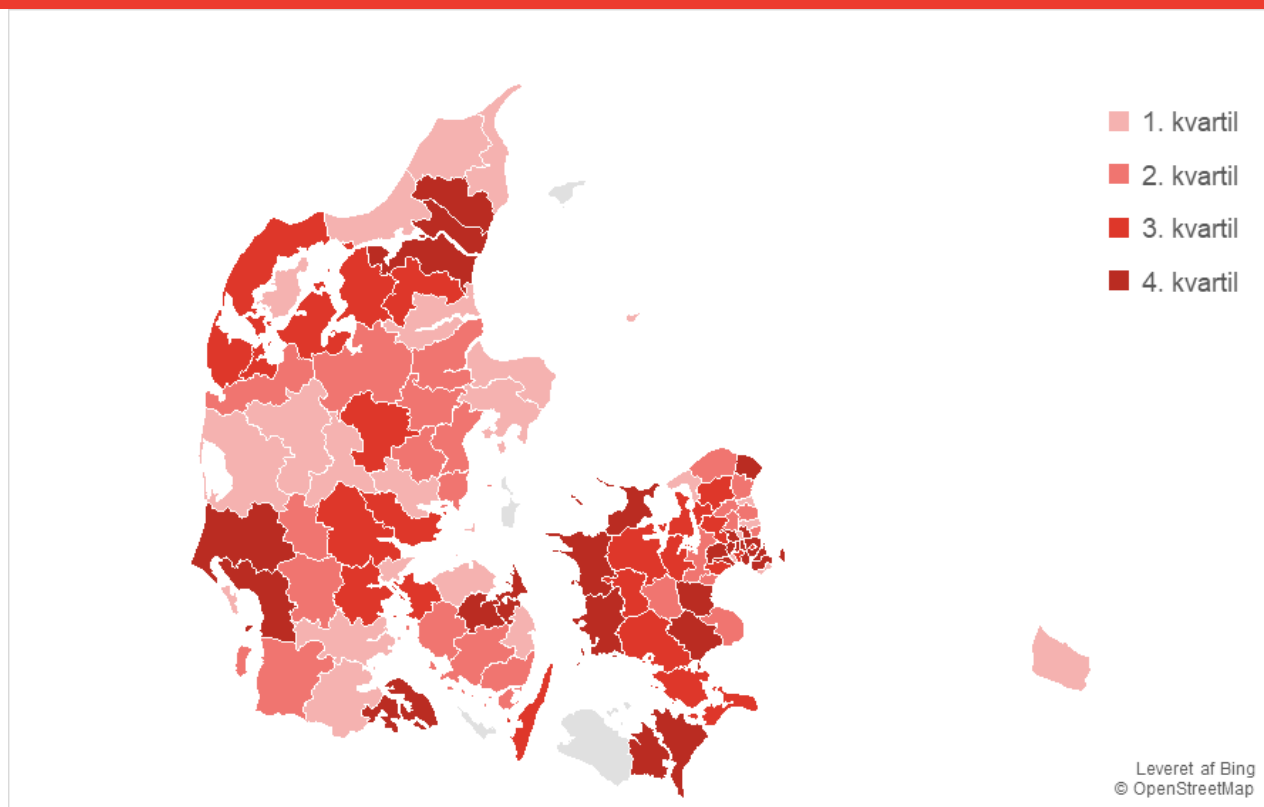 1. kvartil
2. kvartil
3. kvartil
4. kvartil
Leveret af Bing
© OpenStreetMap